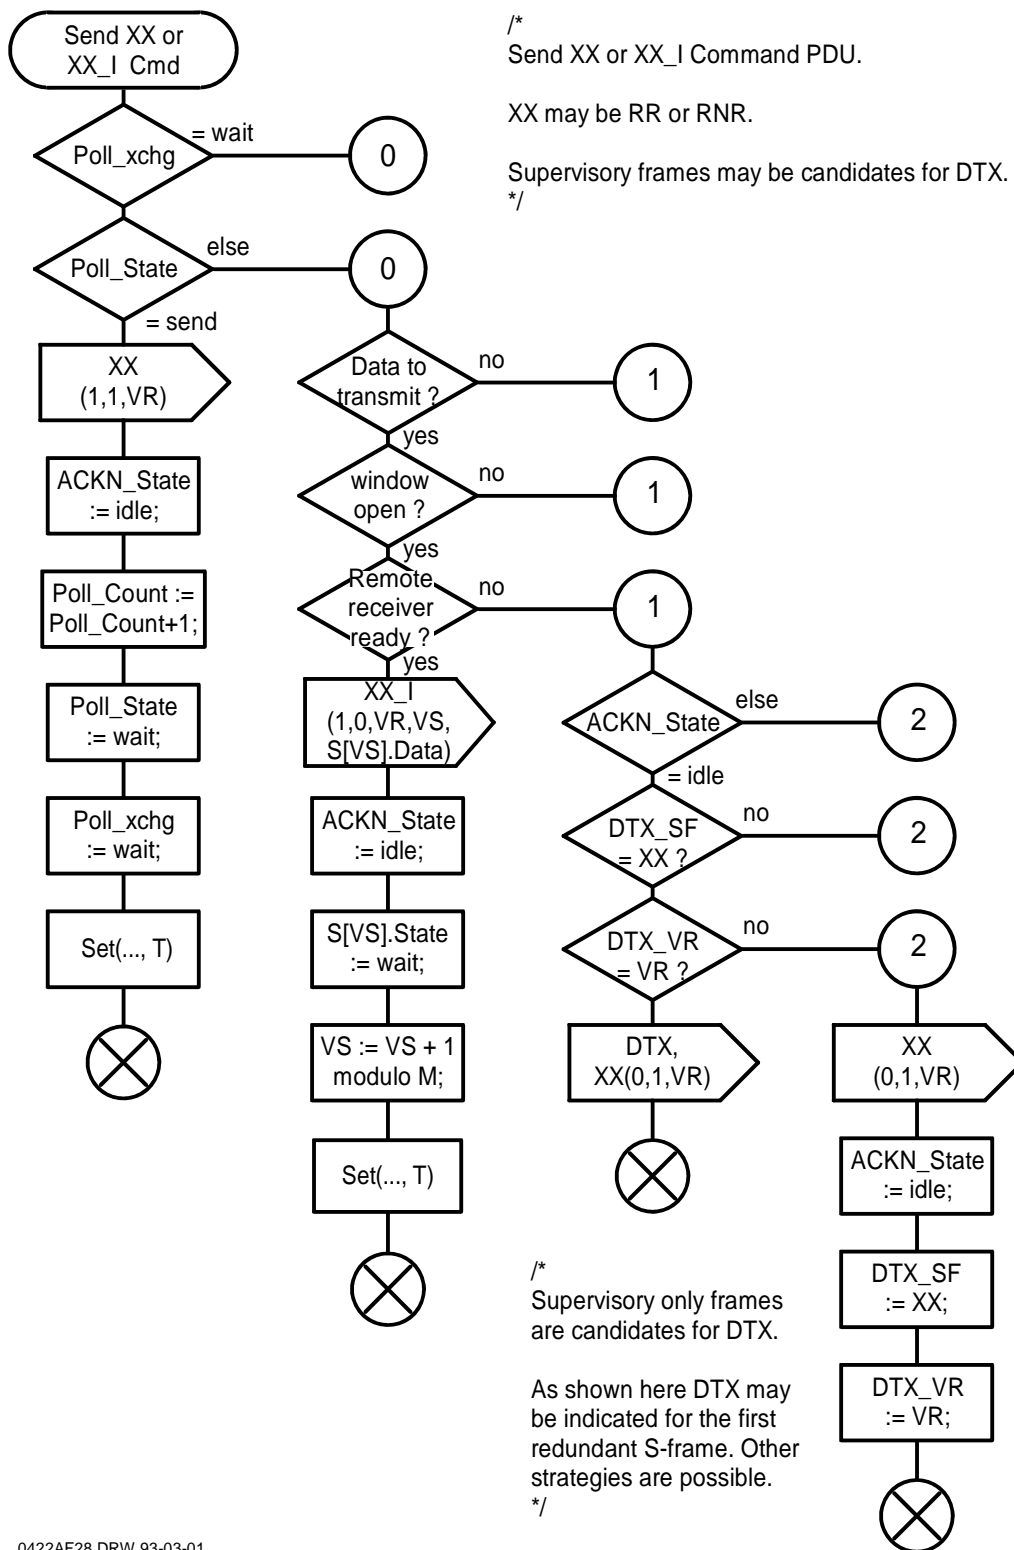 Send XX or
XX_I Cmd
/*
Send XX or XX_I Command PDU.
XX may be RR or RNR.
Supervisory frames may be candidates for DTX.
*/
Poll_xchg
= wait
0
Poll_State
else
0
= send
XX
(1,1,VR)
ACKN_State
:= idle;
Poll_Count :=
Poll_Count+1;
Poll_State
:= wait;
Poll_xchg
:= wait;
Set(..., T)
Data to
transmit ?
no
1
yes
window
open ?
no
1
yes
Remote
receiver
ready ?
no
1
yes
XX_I
(1,0,VR,VS,
S[VS].Data)
ACKN_State
:= idle;
S[VS].State
:= wait;
VS := VS + 1
modulo M;
Set(..., T)
ACKN_State
else
2
= idle
DTX_SF
= XX ?
no
2
DTX_VR
= VR ?
no
2
DTX,
XX(0,1,VR)
XX
(0,1,VR)
ACKN_State
:= idle;
DTX_SF
:= XX;
DTX_VR
:= VR;
/*
Supervisory only frames
are candidates for DTX.
As shown here DTX may
be indicated for the first
redundant S-frame. Other
strategies are possible.
*/
0422AF28.DRW 93-03-01